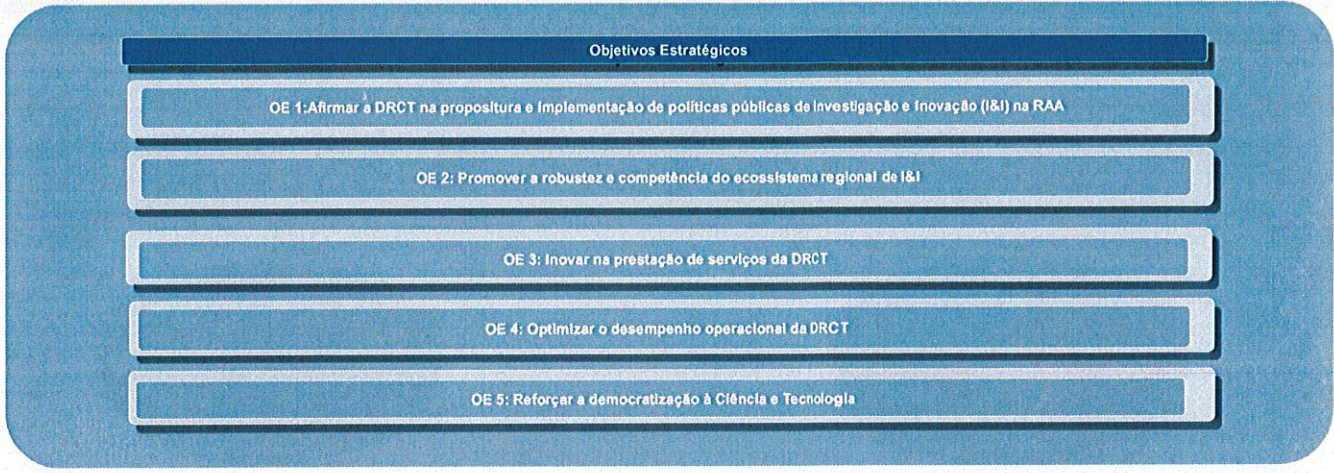 Objetivos Estratégicos
OE 1:Afirmar a DRCT na propositura e implementação de políticas públicas de Investigação e Inovação (I&I) na RAA
OE 2: Promover a robustez e competência do ecossistema regional de I&I
OE 3: Inovar na prestação de serviços da DRCT
OE 4: Optimizar o desempenho operacional da DRCT
OE 5: Reforçar a democratização à Ciência e Tecnologia